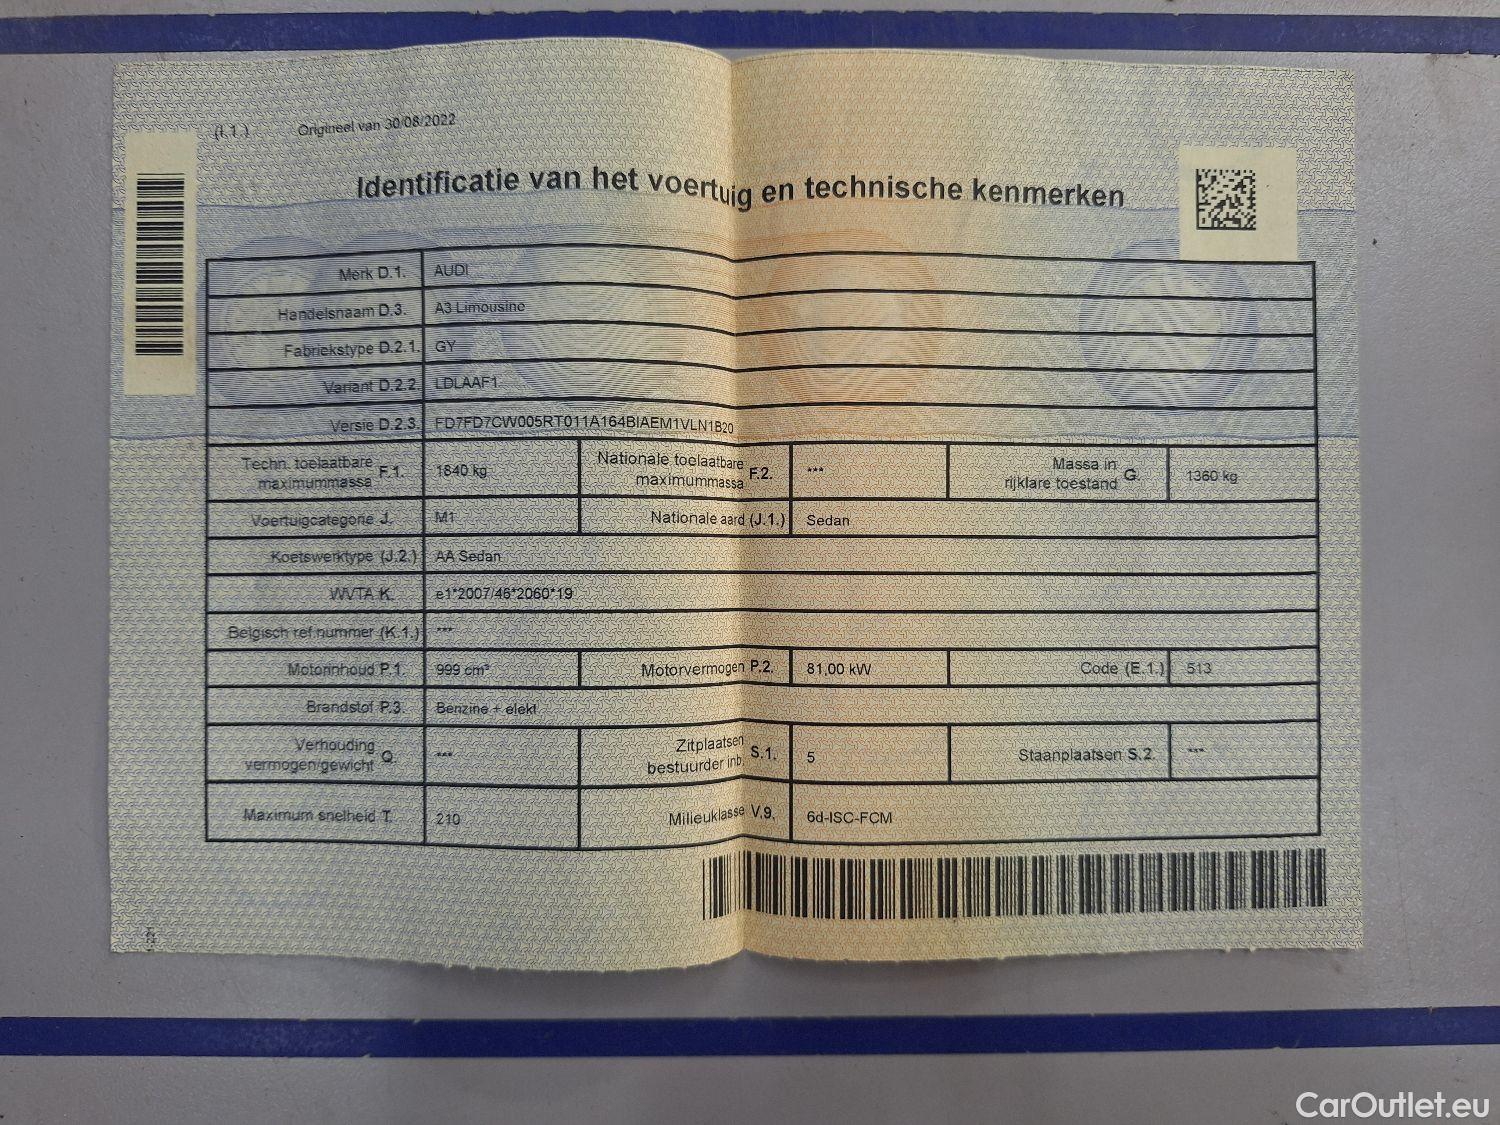 (I.1.) Origineel van 30/08/2022
Identificatie van het voertuig en technische kenmerken
Merk D.1. AUDI
Handelsnaam D.3. A3 Limousine
Fabriekstype D.2.1. GY
Variant D.2.2. LDLAAF1
Versie D.2.3. FD7FD7CW005RT011A164BIAEM1VLN1B20
Techn. toelaatbare maximummassa F.1. 1840 kg Nationale toelaatbare maximummassa F.2. *** Massa in rijklare toestand G. 1360 kg
Voertuigcategorie J. M1 Nationale aard (J.1.) Sedan
Koetswerktype (J.2.) AA Sedan
WVTA K. e1*2007/46*2060*19
Belgisch ref.nummer (K.1.) ***
Motorinhoud P.1. 999 cm³ Motorvermogen P.2. 81,00 kW Code (E.1.) 513
Brandstof P.3. Benzine + elekt
Verhouding vermogen/gewicht Q. *** Zitplaatsen bestuurder inb. S.1. 5 Staanplaatsen S.2. ***
Maximum snelheid T. 210 Milieuklasse V.9. 6d-ISC-FCM
CarOutlet.eu